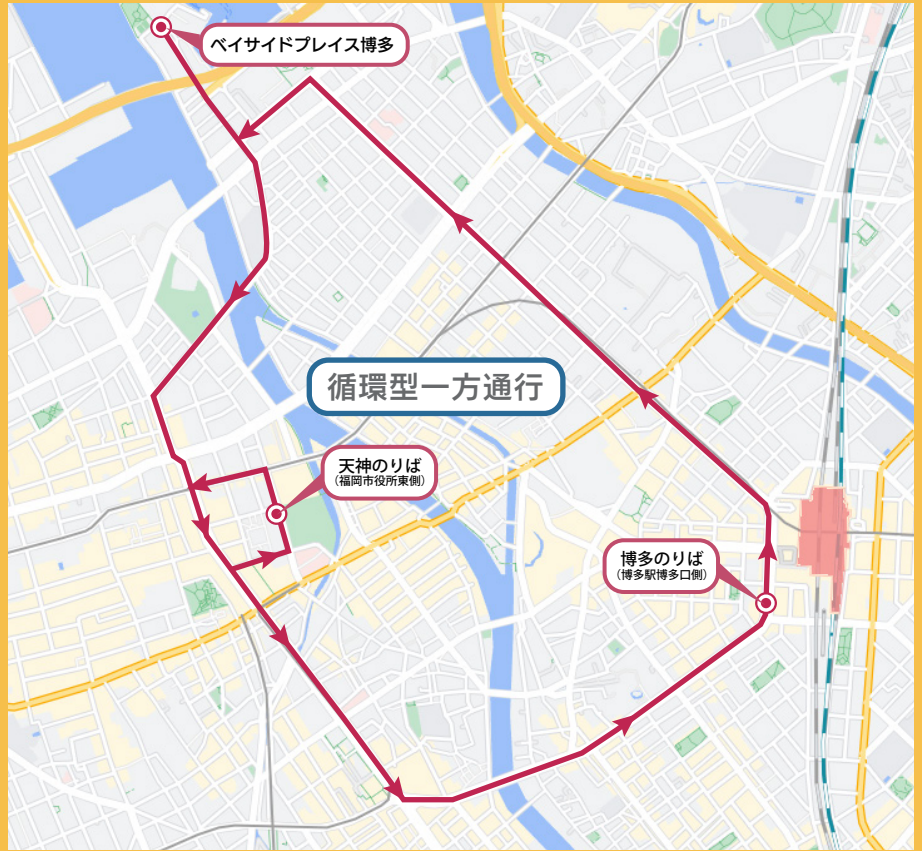 ベイサイドプレイス博多
循環型一方通行
天神のりば
(福岡市役所東側)
博多のりば
(博多駅博多口側)